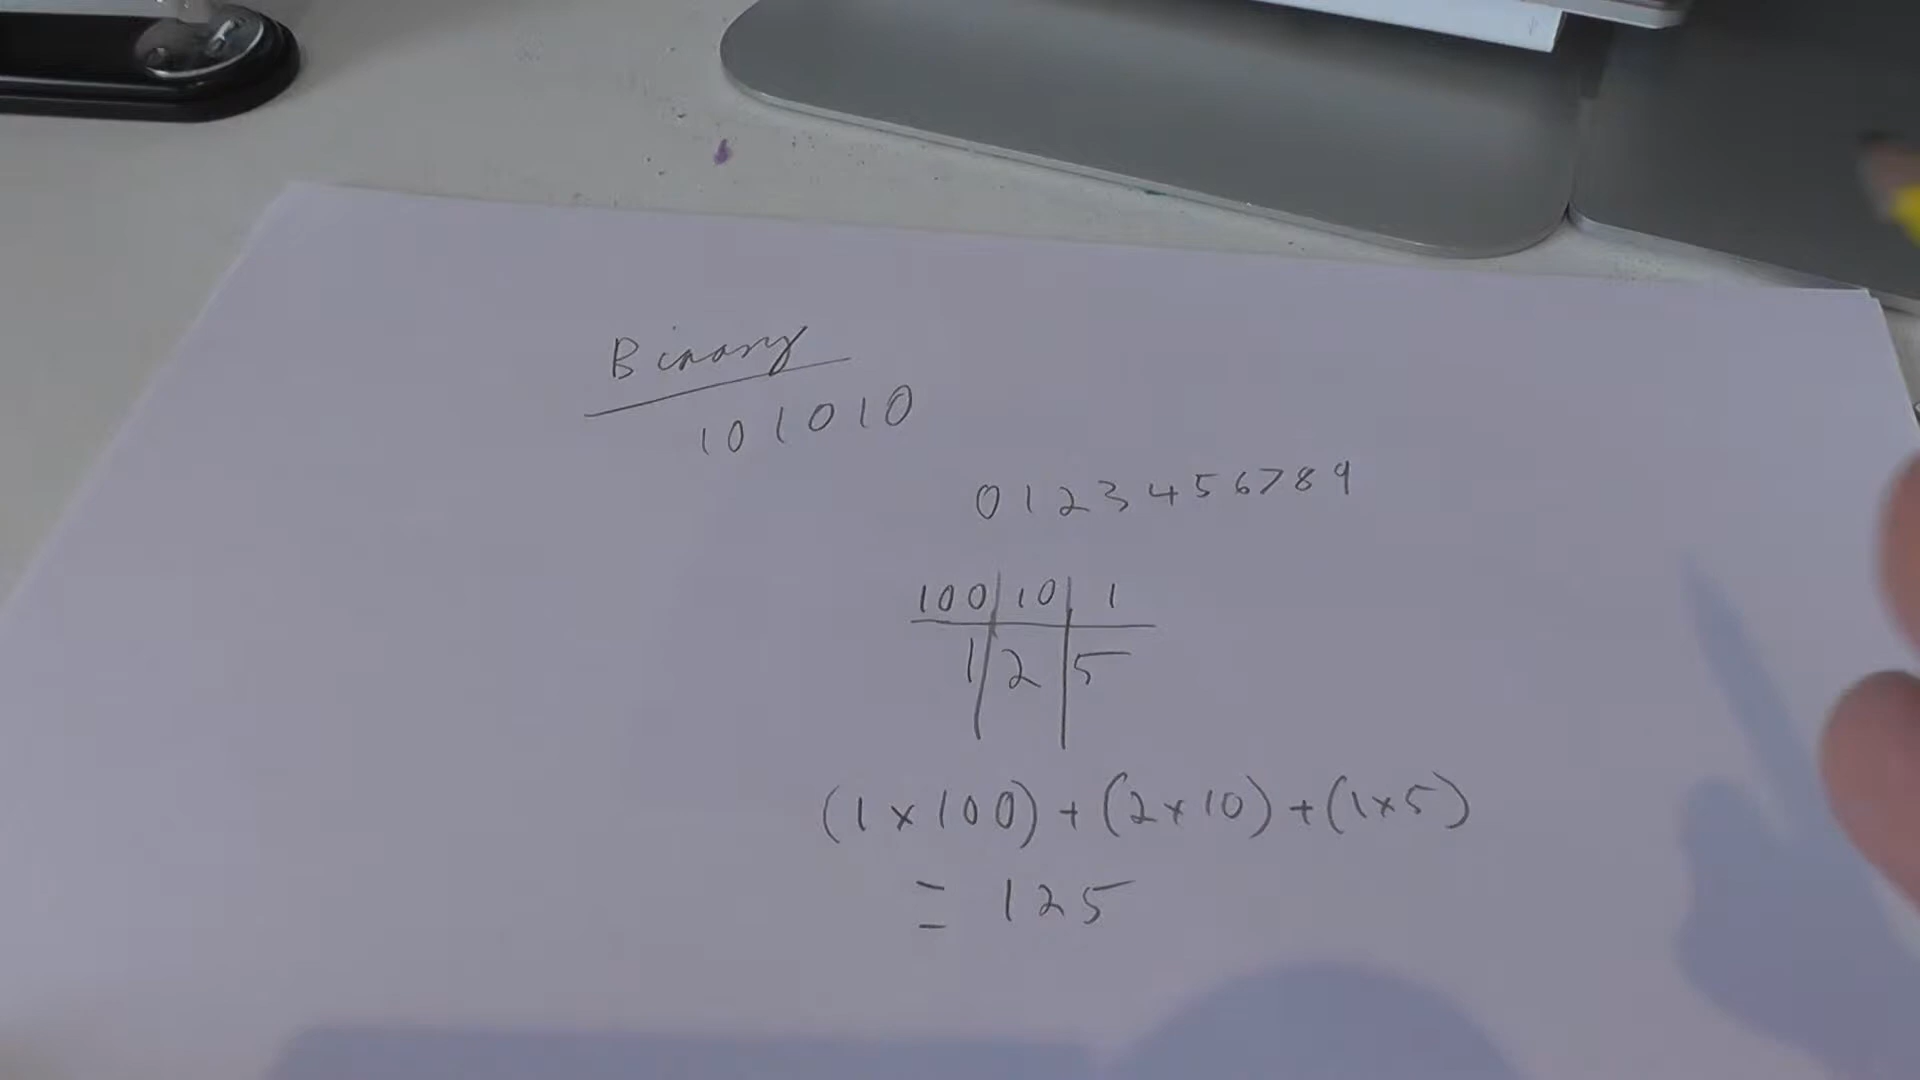 Binary
101010
0123456789
100 | 10 | 1
1 | 2 | 5
(1×100)+(2×10)+(1×5)
= 125